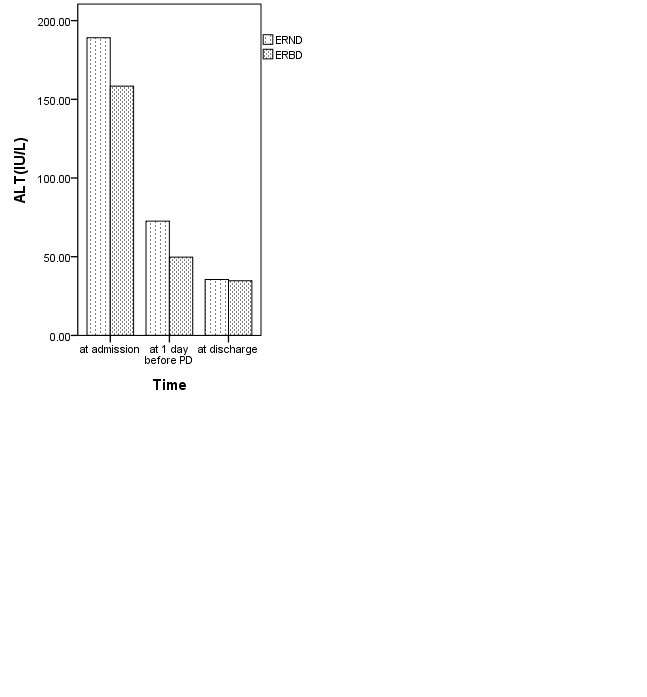 200.00
150.00
100.00
50.00
0.00
ALT(IU/L)
ERND
ERBD
at admission
at 1 day
before PD
at discharge
Time